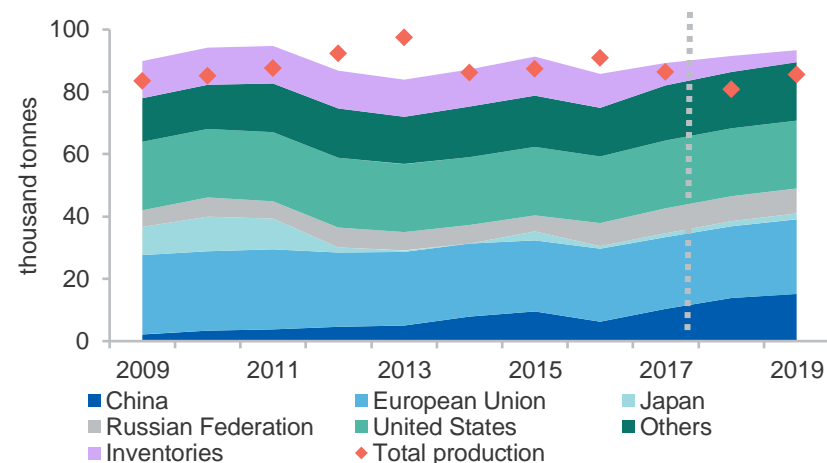 thousand tonnes
100
80
60
40
20
0
2009 2011 2013 2015 2017 2019
China European Union Japan
Russian Federation United States Others
Inventories Total production